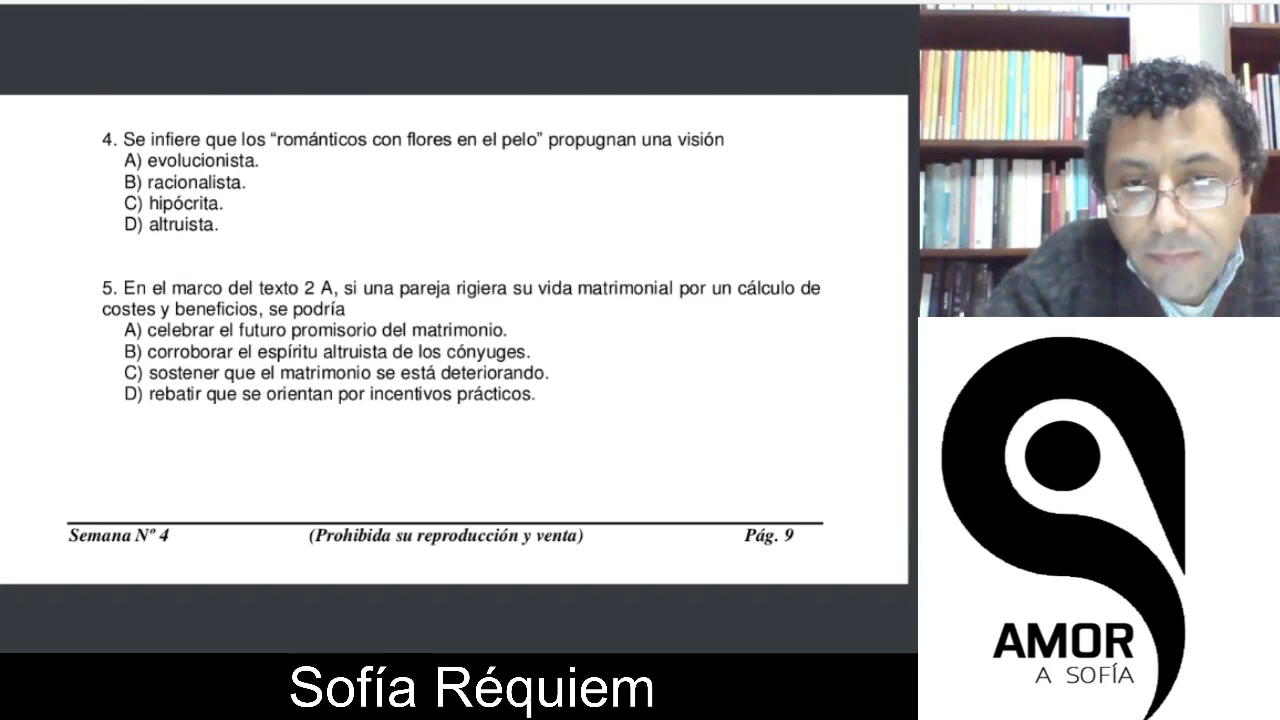 4. Se infiere que los “románticos con flores en el pelo” propugnan una visión
A) evolucionista.
B) racionalista.
C) hipócrita.
D) altruista.
5. En el marco del texto 2 A, si una pareja rigiera su vida matrimonial por un cálculo de
costes y beneficios, se podría
A) celebrar el futuro promisorio del matrimonio.
B) corroborar el espíritu altruista de los cónyuges.
C) sostener que el matrimonio se está deteriorando.
D) rebatir que se orientan por incentivos prácticos.
Semana Nº 4 (Prohibida su reproducción y venta) Pág. 9
Sofía Réquiem
AMOR
A SOFÍA